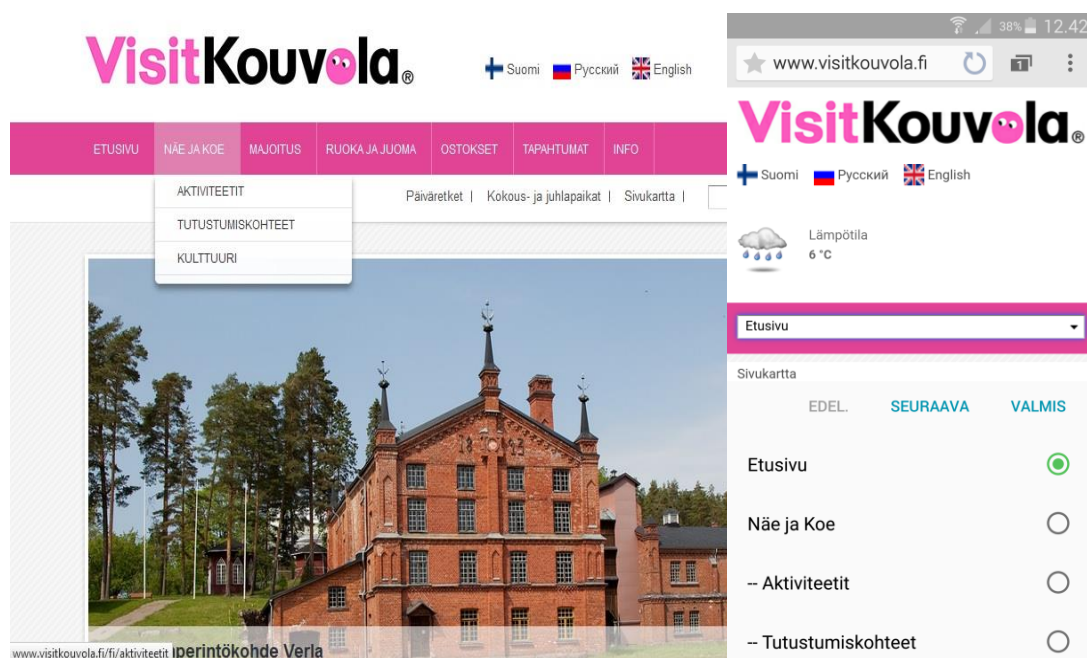 VisitKouvola®
Suomi Русский English
ETUSIVU NÄE JA KOE MAJOITUS RUOKA JA JUOMA OSTOKSET TAPAHTUMAT INFO
AKTIVITEETIT
TUTUSTUMISKOHTEET
KULTTUURI
Päiväretket | Kokous- ja juhlapaikat | Sivukartta |
www.visitkouvola.fi/fi/aktiviteetit perintökohde Verla
38% 12.42
www.visitkouvola.fi 1
VisitKouvola®
Suomi Русский English
Lämpötila
6 °C
Etusivu
Sivukartta
EDEL. SEURAAVA VALMIS
Etusivu
Näe ja Koe
-- Aktiviteetit
-- Tutustumiskohteet